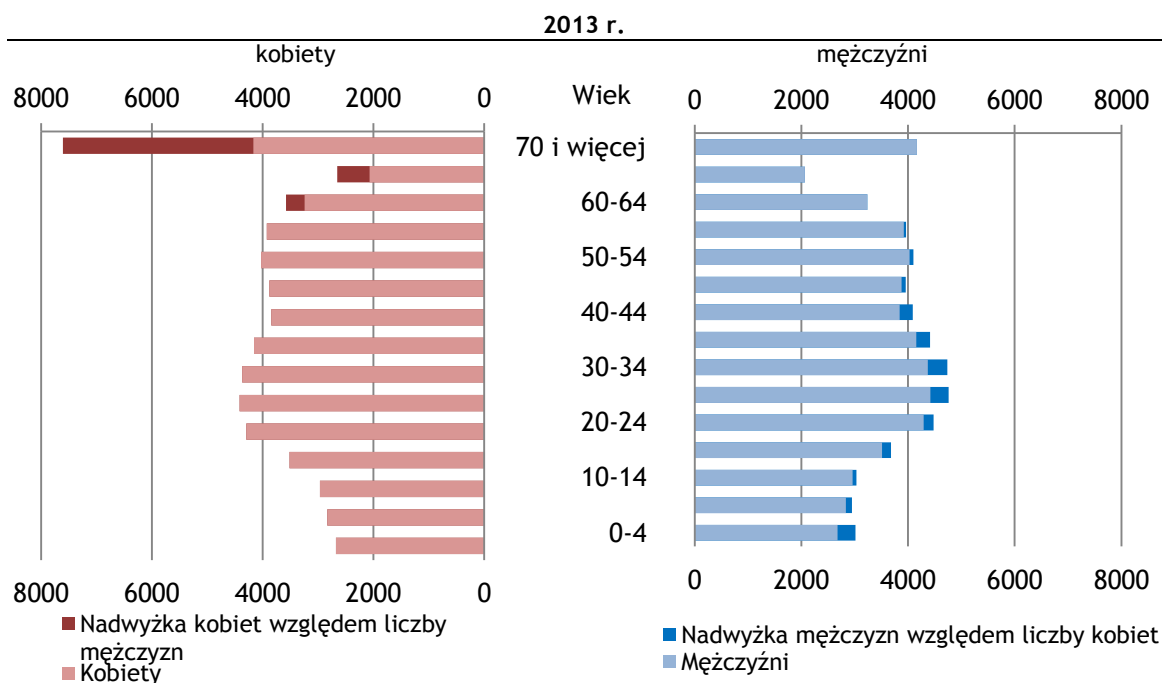 2013 r.
kobiety
mężczyźni
8000 6000 4000 2000 0
Wiek
0 2000 4000 6000 8000
70 i więcej
60-64
50-54
40-44
30-34
20-24
10-14
0-4
8000 6000 4000 2000 0
0 2000 4000 6000 8000
Nadwyżka kobiet względem liczby
mężczyzn
Kobiety
Nadwyżka mężczyzn względem liczby kobiet
Mężczyźni